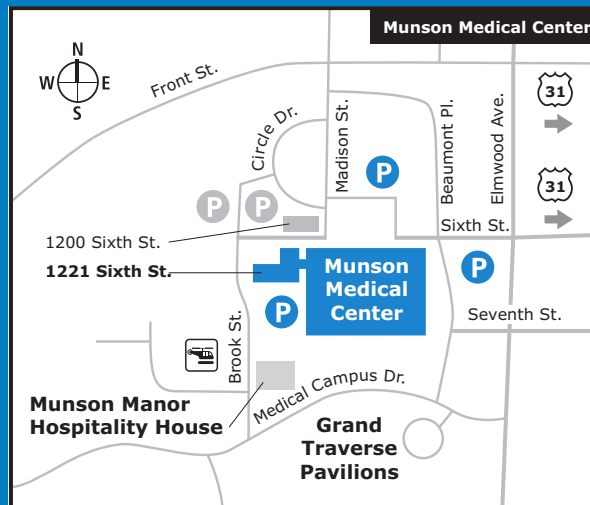 Munson Medical Center
N
W E
S
Front St.
Circle Dr.
Madison St.
Beaumont Pl.
Elmwood Ave.
31
31
P
P
P
Sixth St.
1200 Sixth St.
1221 Sixth St.
Munson
Medical
Center
P
P
Seventh St.
Brook St.
Medical Campus Dr.
Munson Manor
Hospitality House
Grand
Traverse
Pavilions